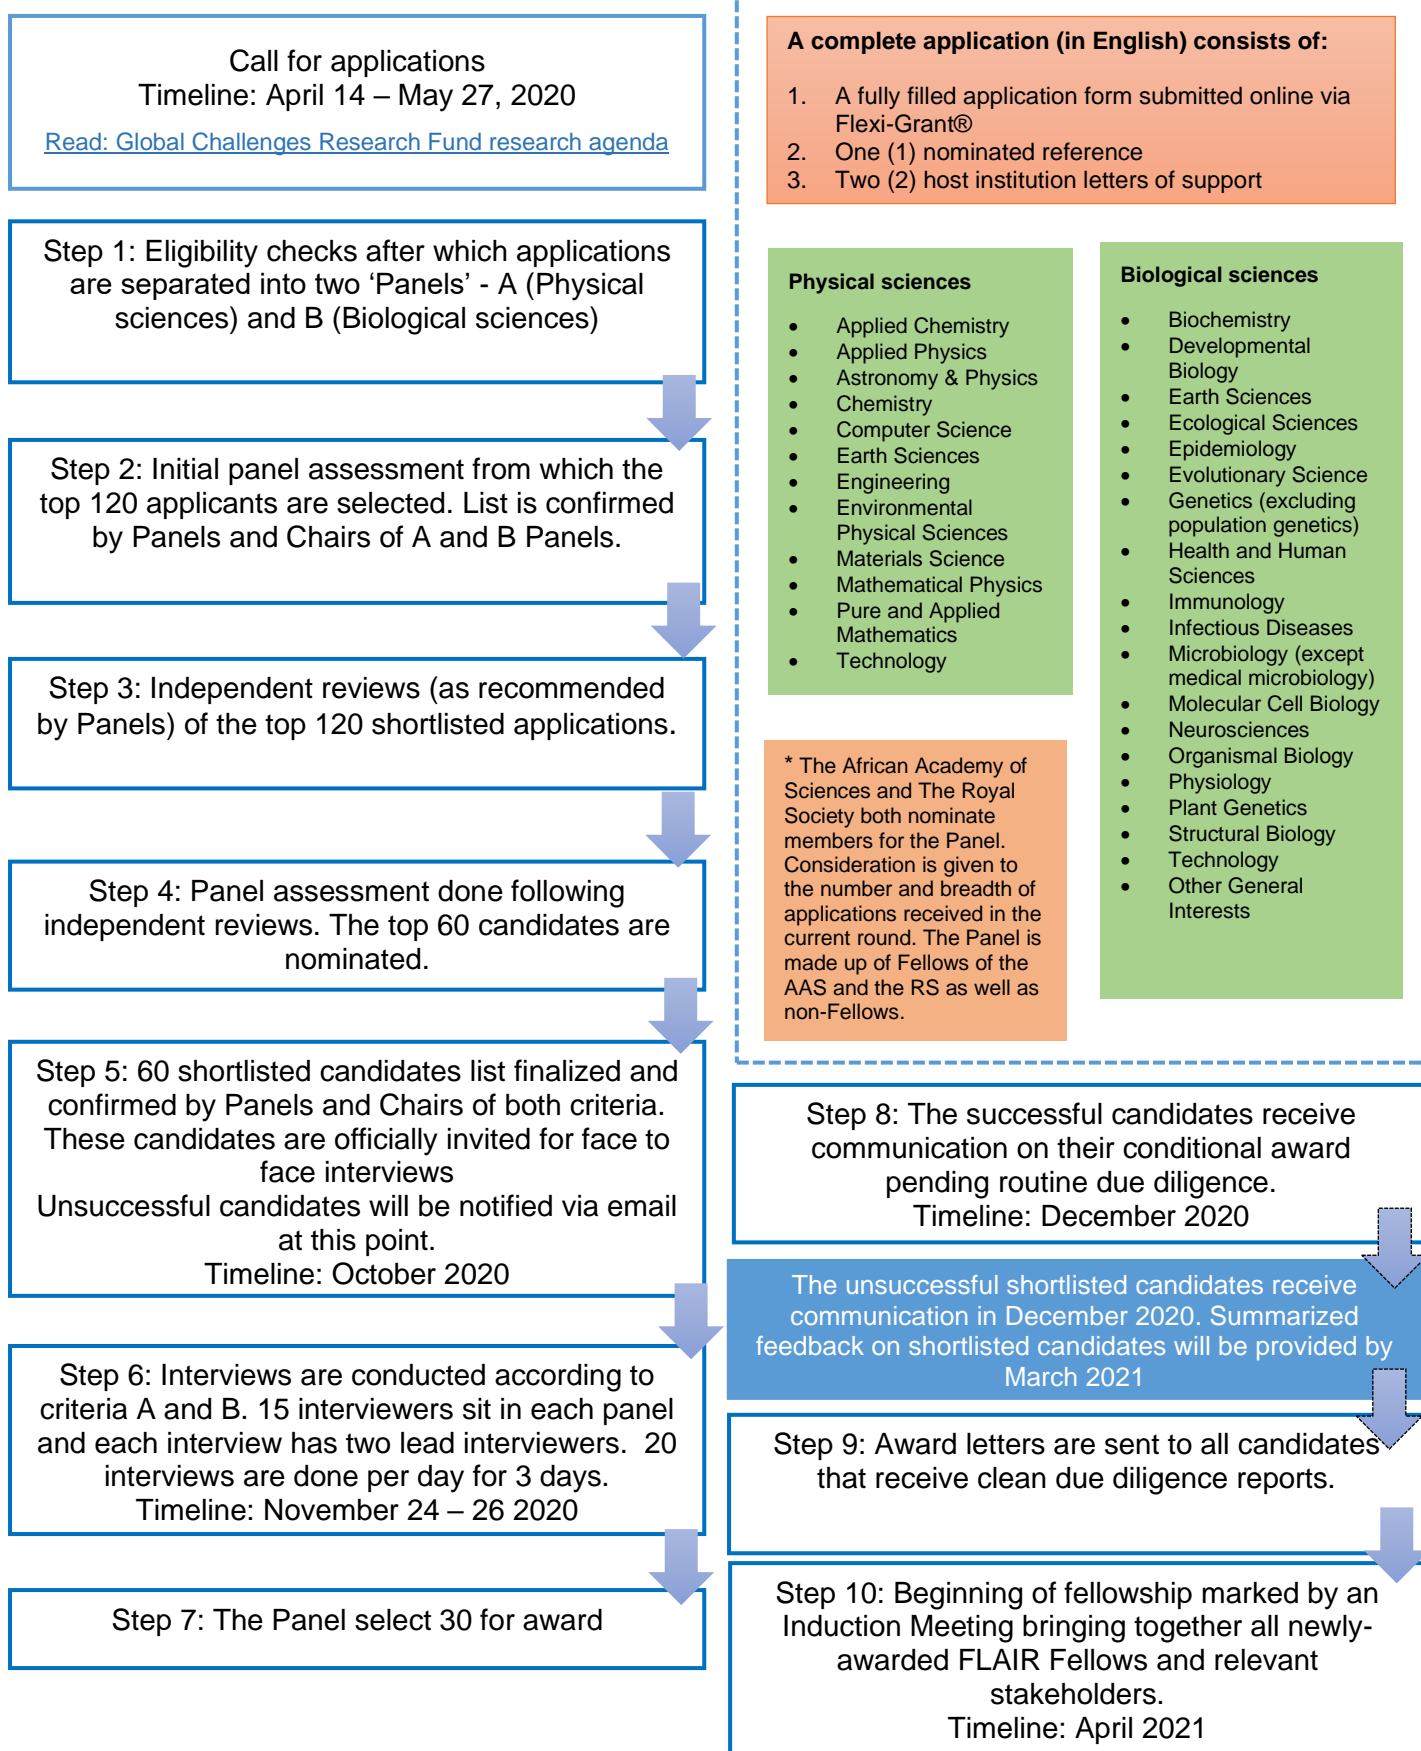 Call for applications
Timeline: April 14 – May 27, 2020
Read: Global Challenges Research Fund research agenda
Step 1: Eligibility checks after which applications
are separated into two ‘Panels’ - A (Physical
sciences) and B (Biological sciences)
Step 2: Initial panel assessment from which the
top 120 applicants are selected. List is confirmed
by Panels and Chairs of A and B Panels.
Step 3: Independent reviews (as recommended
by Panels) of the top 120 shortlisted applications.
Step 4: Panel assessment done following
independent reviews. The top 60 candidates are
nominated.
Step 5: 60 shortlisted candidates list finalized and
confirmed by Panels and Chairs of both criteria.
These candidates are officially invited for face to
face interviews
Unsuccessful candidates will be notified via email
at this point.
Timeline: October 2020
Step 6: Interviews are conducted according to
criteria A and B. 15 interviewers sit in each panel
and each interview has two lead interviewers.  20
interviews are done per day for 3 days.
Timeline: November 24 – 26 2020
Step 7: The Panel select 30 for award
A complete application (in English) consists of:
1. A fully filled application form submitted online via
Flexi-Grant®
2. One (1) nominated reference
3. Two (2) host institution letters of support
Physical sciences
• Applied Chemistry
• Applied Physics
• Astronomy & Physics
• Chemistry
• Computer Science
• Earth Sciences
• Engineering
• Environmental
Physical Sciences
• Materials Science
• Mathematical Physics
• Pure and Applied
Mathematics
• Technology
Biological sciences
• Biochemistry
• Developmental
Biology
• Earth Sciences
• Ecological Sciences
• Epidemiology
• Evolutionary Science
• Genetics (excluding
population genetics)
• Health and Human
Sciences
• Immunology
• Infectious Diseases
• Microbiology (except
medical microbiology)
• Molecular Cell Biology
• Neurosciences
• Organismal Biology
• Physiology
• Plant Genetics
• Structural Biology
• Technology
• Other General
Interests
* The African Academy of
Sciences and The Royal
Society both nominate
members for the Panel.
Consideration is given to
the number and breadth of
applications received in the
current round. The Panel is
made up of Fellows of the
AAS and the RS as well as
non-Fellows.
Step 8: The successful candidates receive
communication on their conditional award
pending routine due diligence.
Timeline: December 2020
The unsuccessful shortlisted candidates receive
communication in December 2020. Summarized
feedback on shortlisted candidates will be provided by
March 2021
Step 9: Award letters are sent to all candidates
that receive clean due diligence reports.
Step 10: Beginning of fellowship marked by an
Induction Meeting bringing together all newly-
awarded FLAIR Fellows and relevant
stakeholders.
Timeline: April 2021